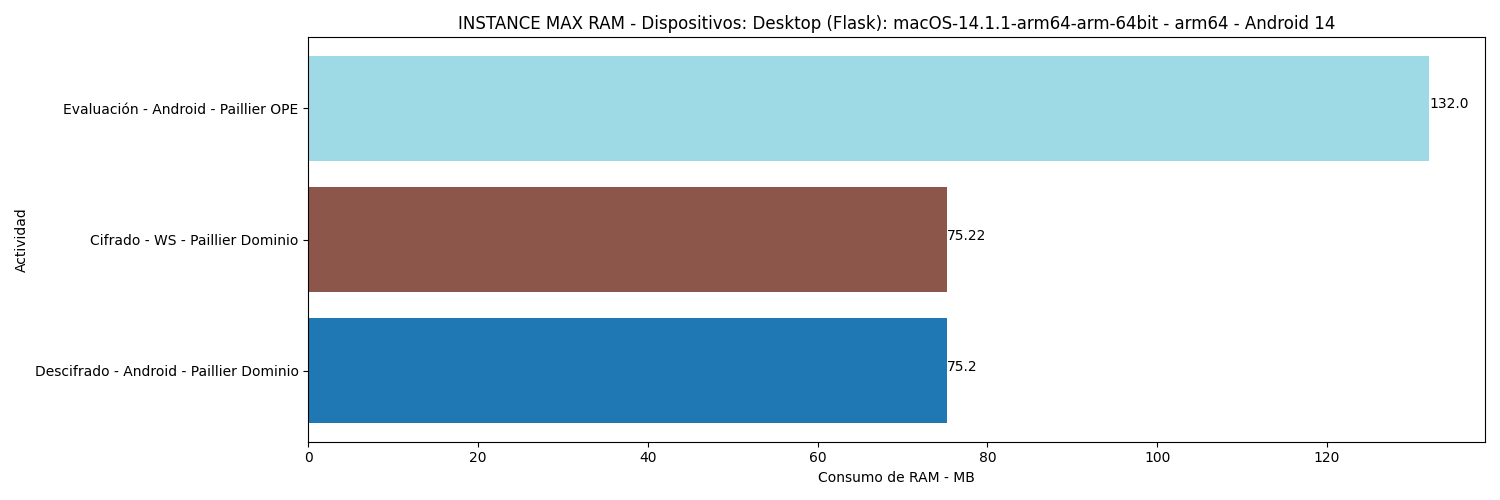 INSTANCE MAX RAM - Dispositivos: Desktop (Flask): macOS-14.1.1-arm64-arm-64bit - arm64 - Android 14
Actividad
Evaluación - Android - Paillier OPE
132.0
Cifrado - WS - Paillier Dominio
75.22
Descifrado - Android - Paillier Dominio
75.2
0 20 40 60 80 100 120
Consumo de RAM - MB